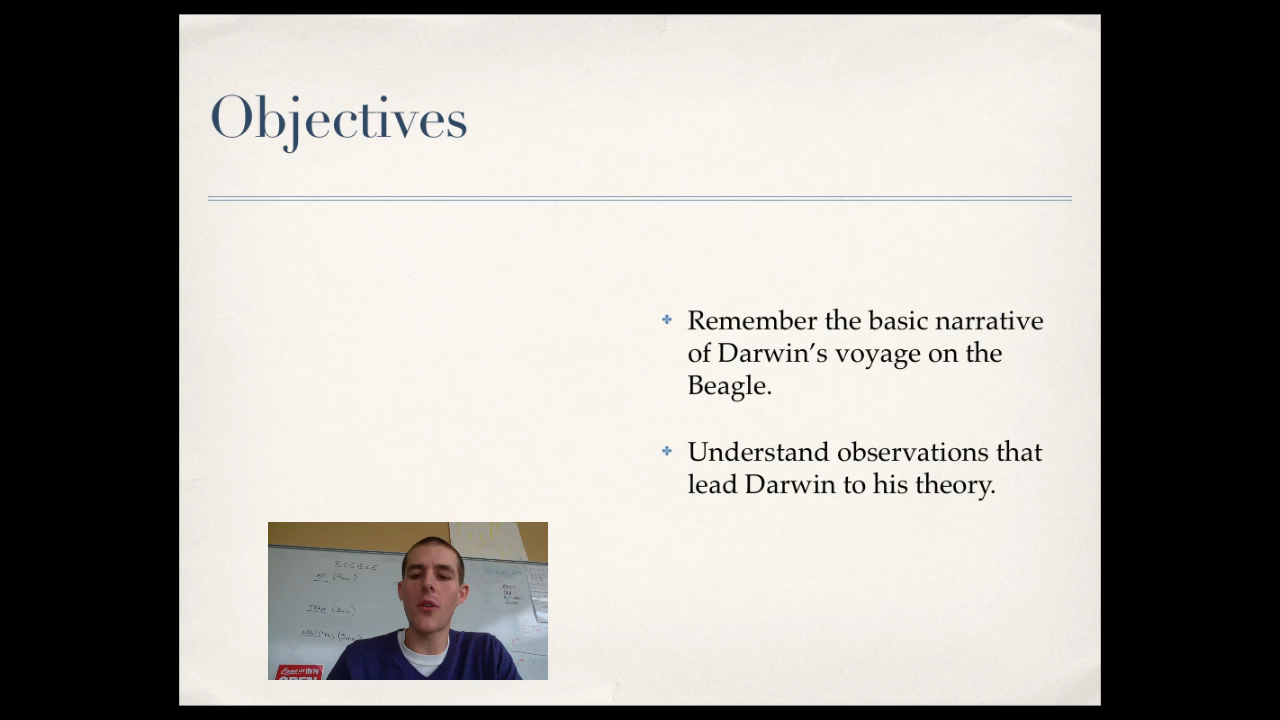 Objectives
Remember the basic narrative
of Darwin's voyage on the
Beagle.
Understand observations that
lead Darwin to his theory.
OPEN